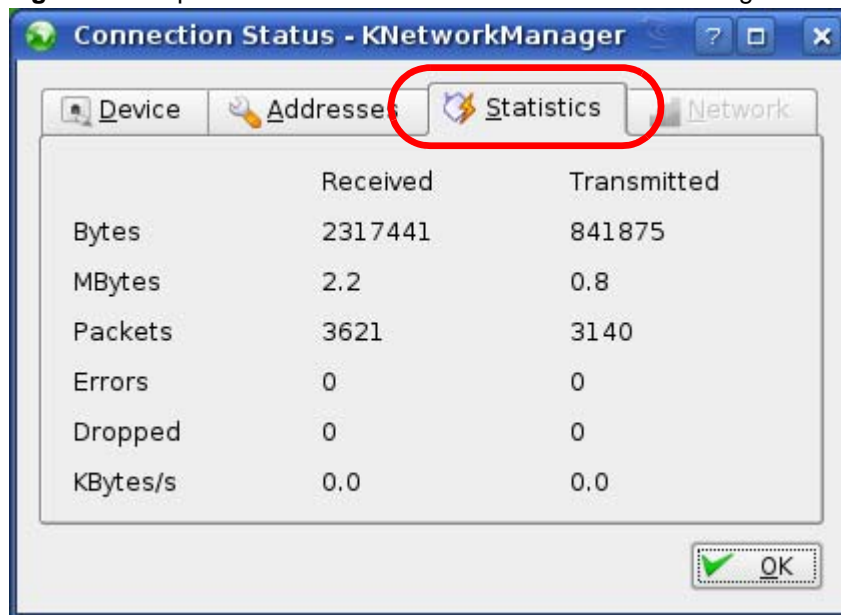 Connection Status - KNetworkManager
Device Addresses Statistics Network
Received Transmitted
Bytes 2317441 841875
MBytes 2.2 0.8
Packets 3621 3140
Errors 0 0
Dropped 0 0
KBytes/s 0.0 0.0
OK